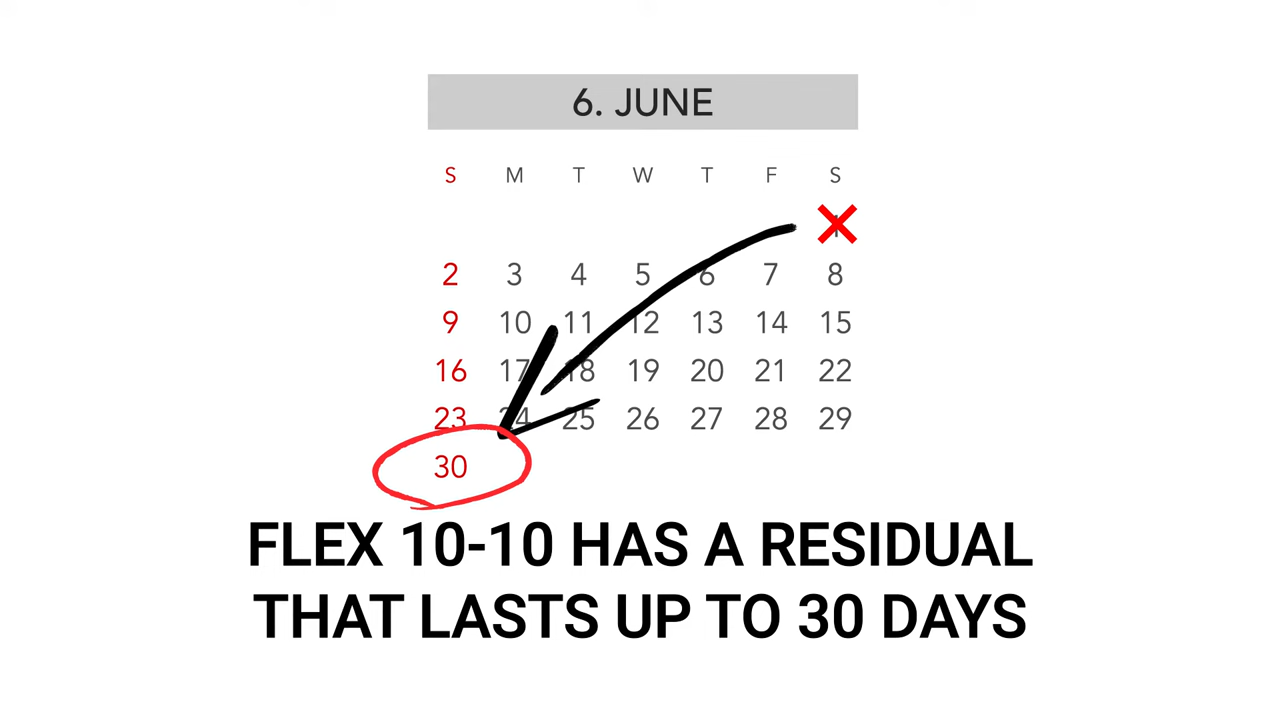 6. JUNE
S M T W T F S
1
2 3 4 5 6 7 8
9 10 11 12 13 14 15
16 17 18 19 20 21 22
23 24 25 26 27 28 29
30
FLEX 10-10 HAS A RESIDUAL
THAT LASTS UP TO 30 DAYS